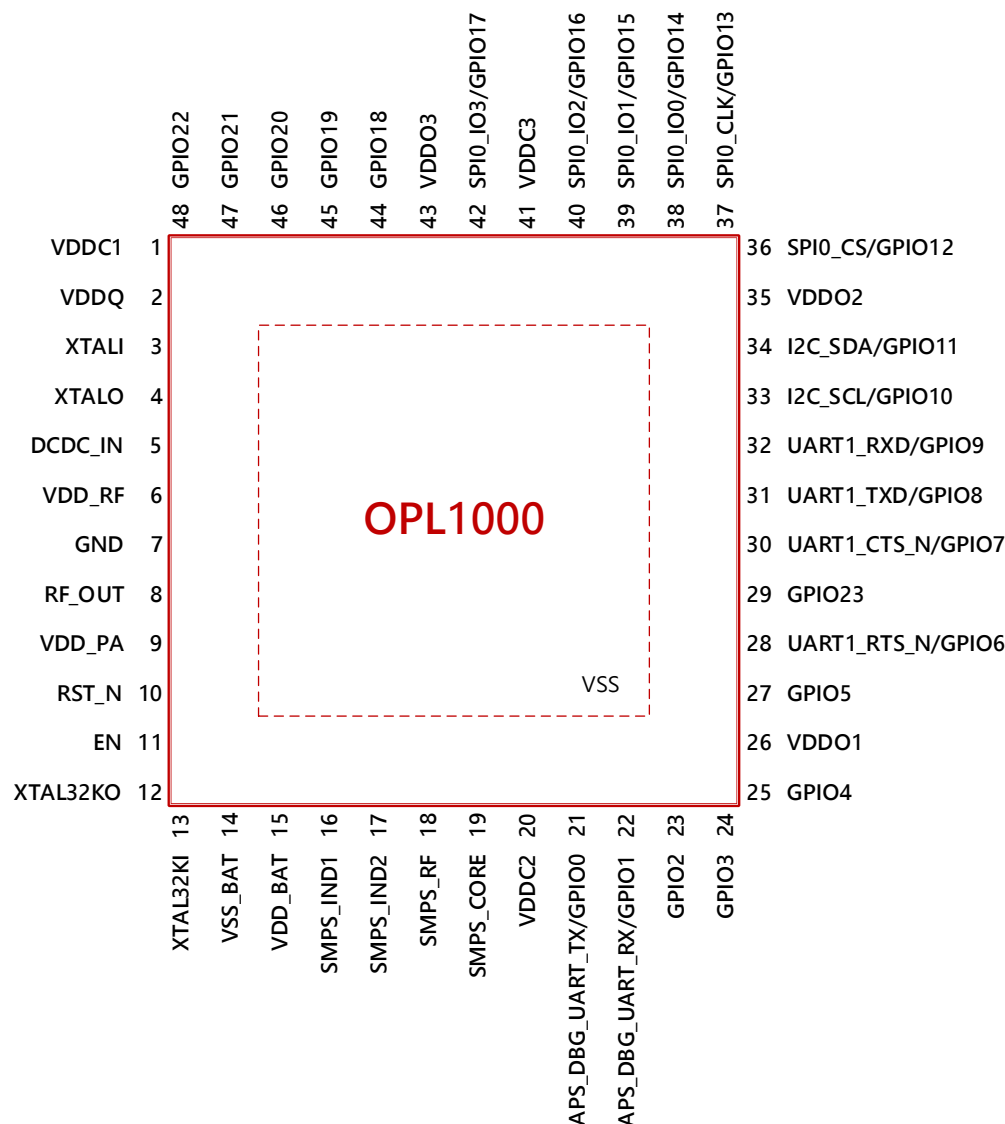 48 GPIO22
47 GPIO21
46 GPIO20
45 GPIO19
44 GPIO18
43 VDDO3
42 SPI0_IO3/GPIO17
41 VDDC3
40 SPI0_IO2/GPIO16
39 SPI0_IO1/GPIO15
38 SPI0_IO0/GPIO14
37 SPI0_CLK/GPIO13
VDDC1 1
VDDQ 2
XTALI 3
XTALO 4
DCDC_IN 5
VDD_RF 6
GND 7
RF_OUT 8
VDD_PA 9
RST_N 10
EN 11
XTAL32KO 12
OPL1000
VSS
36 SPI0_CS/GPIO12
35 VDDO2
34 I2C_SDA/GPIO11
33 I2C_SCL/GPIO10
32 UART1_RXD/GPIO9
31 UART1_TXD/GPIO8
30 UART1_CTS_N/GPIO7
29 GPIO23
28 UART1_RTS_N/GPIO6
27 GPIO5
26 VDDO1
25 GPIO4
XTAL32KI 13
VSS_BAT 14
VDD_BAT 15
SMPS_IND1 16
SMPS_IND2 17
SMPS_RF 18
SMPS_CORE 19
VDDC2 20
APS_DBG_UART_TX/GPIO0 21
APS_DBG_UART_RX/GPIO1 22
GPIO2 23
GPIO3 24